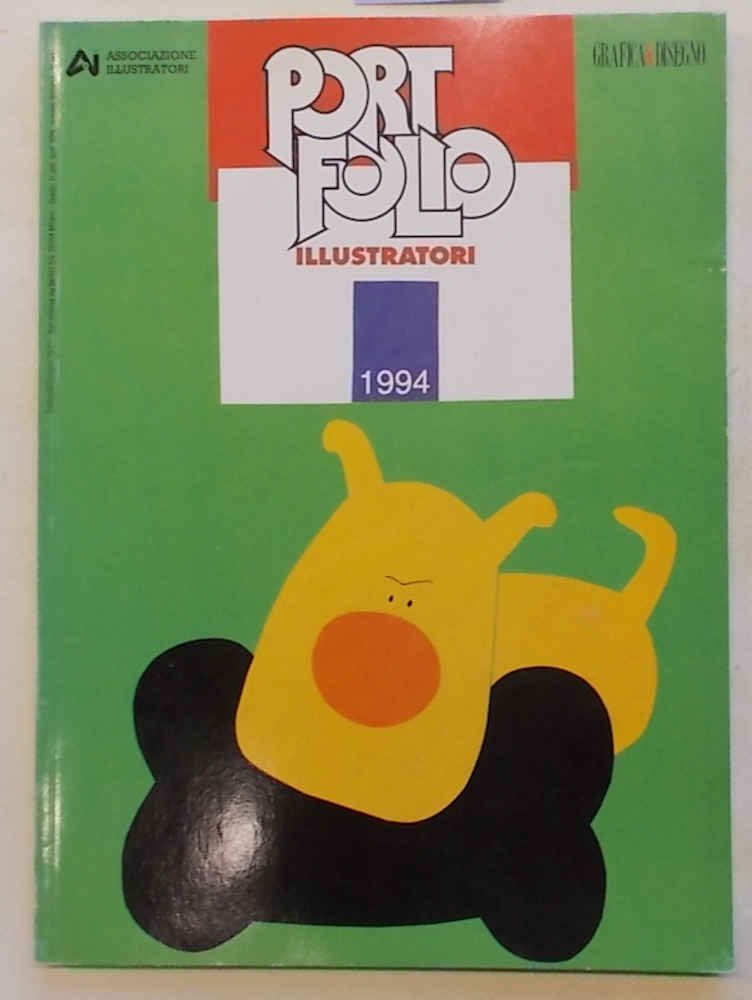 ASSOCIAZIONE
ILLUSTRATORI
GRAFICA&DISEGNO
PORT
FOLIO
ILLUSTRATORI
1994